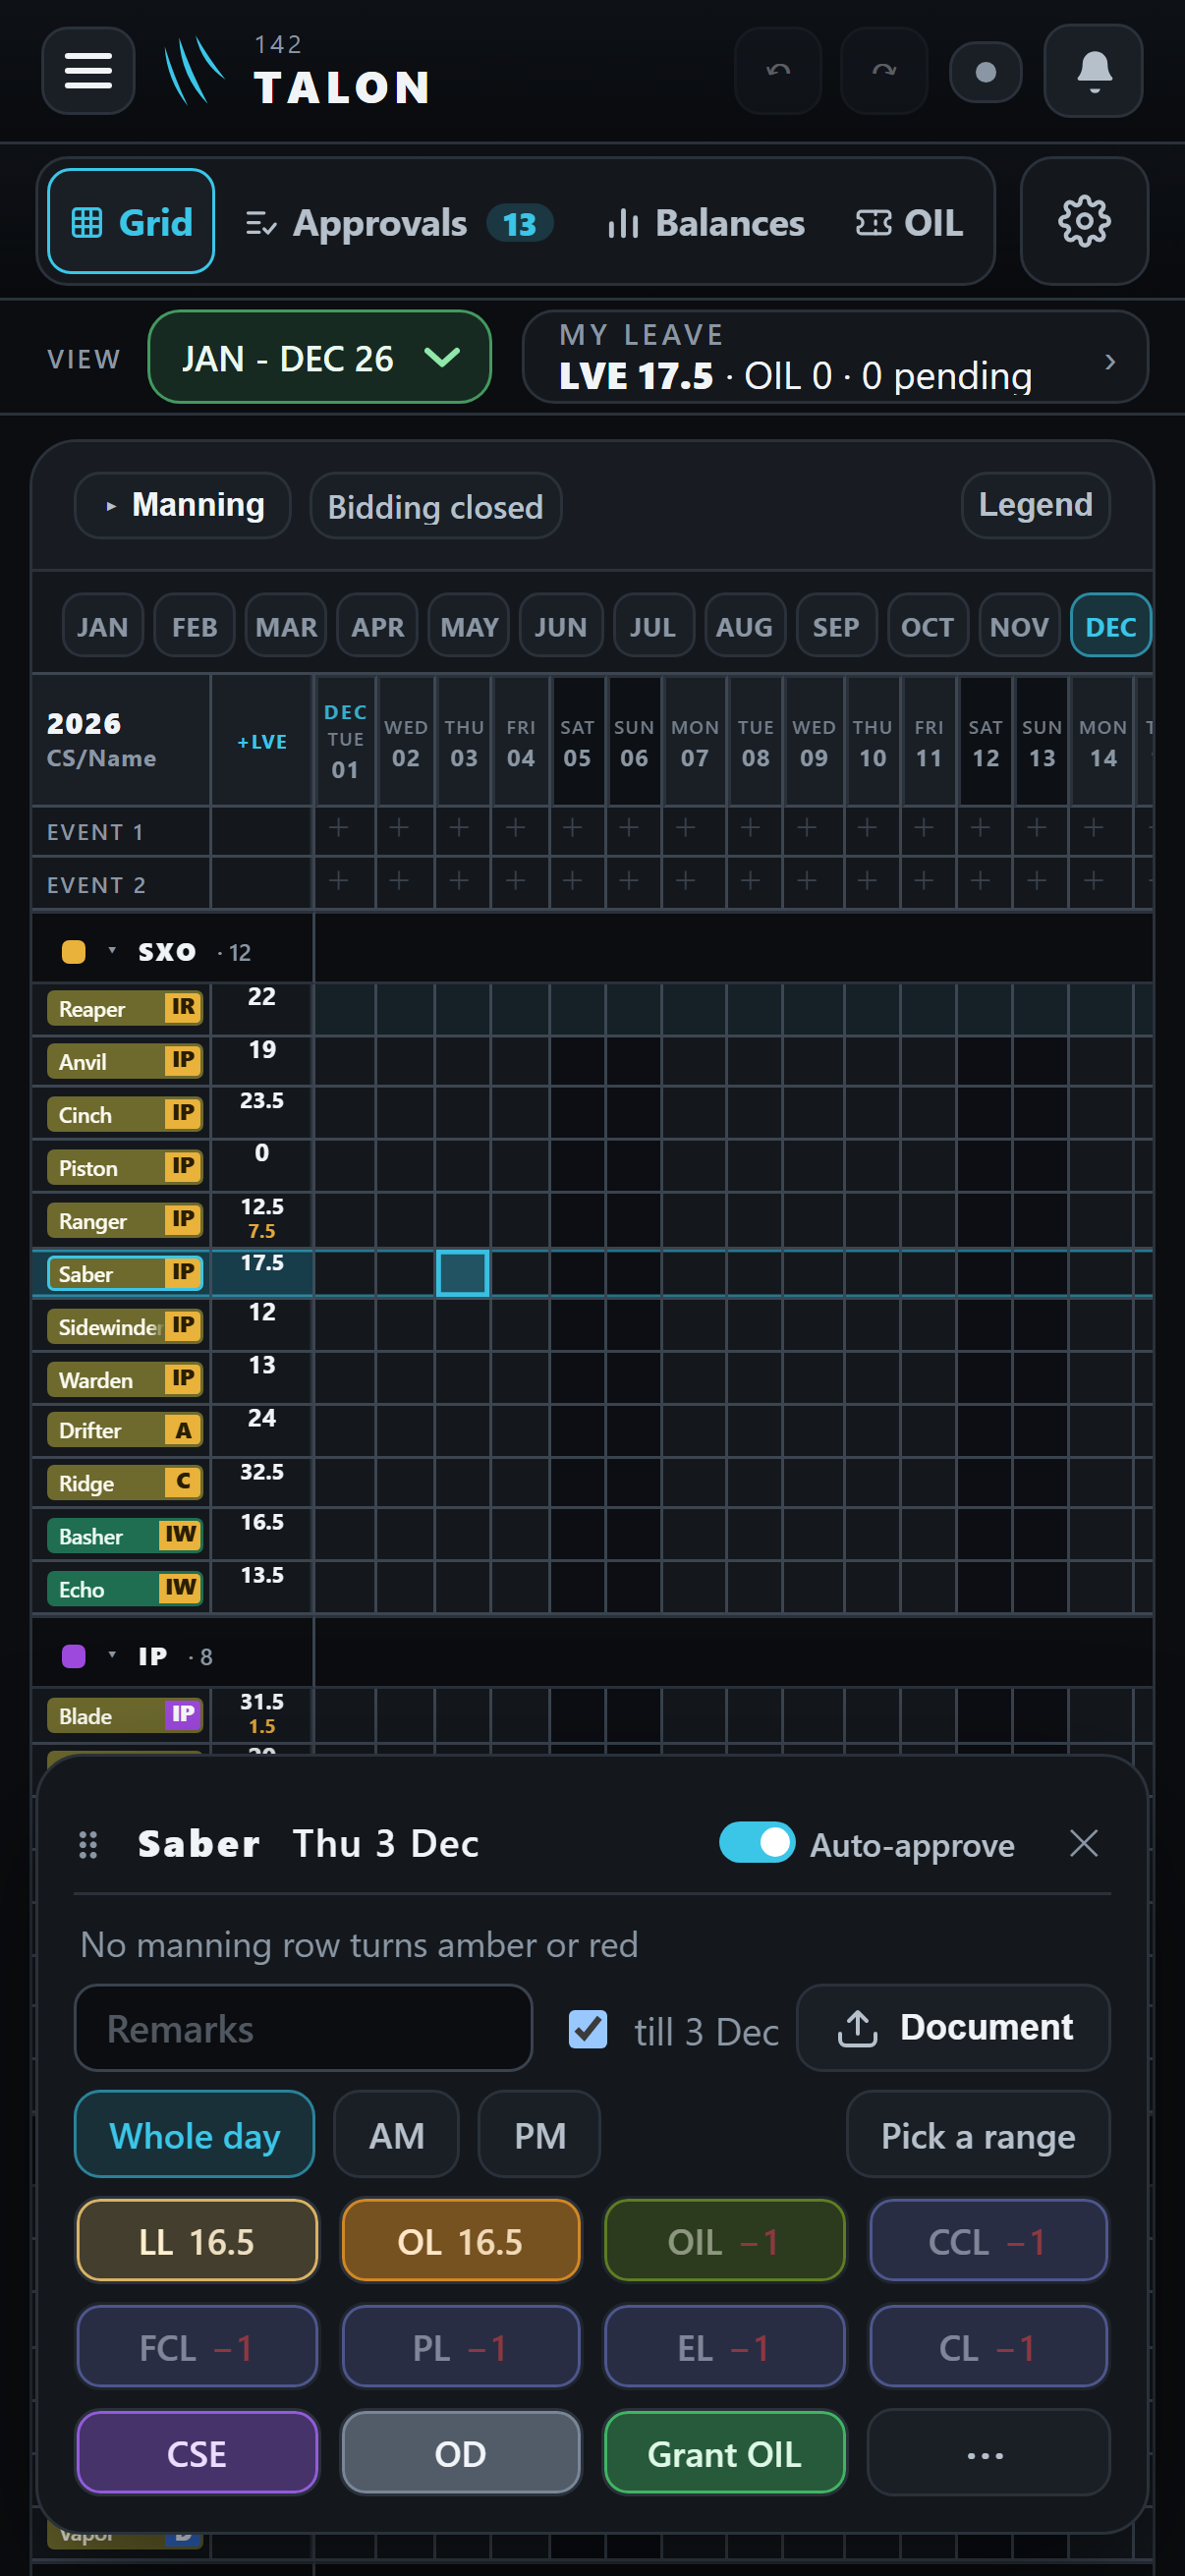 142
TALON
Grid
Approvals 13
Balances
OIL
VIEW
JAN - DEC 26
MY LEAVE
LVE 17.5 · OIL 0 · 0 pending
Manning
Bidding closed
Legend
JAN FEB MAR APR MAY JUN JUL AUG SEP OCT NOV DEC
2026
CS/Name
+LVE
DEC TUE 01
WED 02
THU 03
FRI 04
SAT 05
SUN 06
MON 07
TUE 08
WED 09
THU 10
FRI 11
SAT 12
SUN 13
MON 14
EVENT 1
EVENT 2
SXO · 12
Reaper IR 22
Anvil IP 19
Cinch IP 23.5
Piston IP 0
Ranger IP 12.5
7.5
Saber IP 17.5
Sidewinder IP 12
Warden IP 13
Drifter A 24
Ridge C 32.5
Basher IW 16.5
Echo IW 13.5
IP · 8
Blade IP 31.5
1.5
Saber Thu 3 Dec
Auto-approve
No manning row turns amber or red
Remarks
till 3 Dec
Document
Whole day
AM
PM
Pick a range
LL 16.5
OL 16.5
OIL −1
CCL −1
FCL −1
PL −1
EL −1
CL −1
CSE
OD
Grant OIL
...